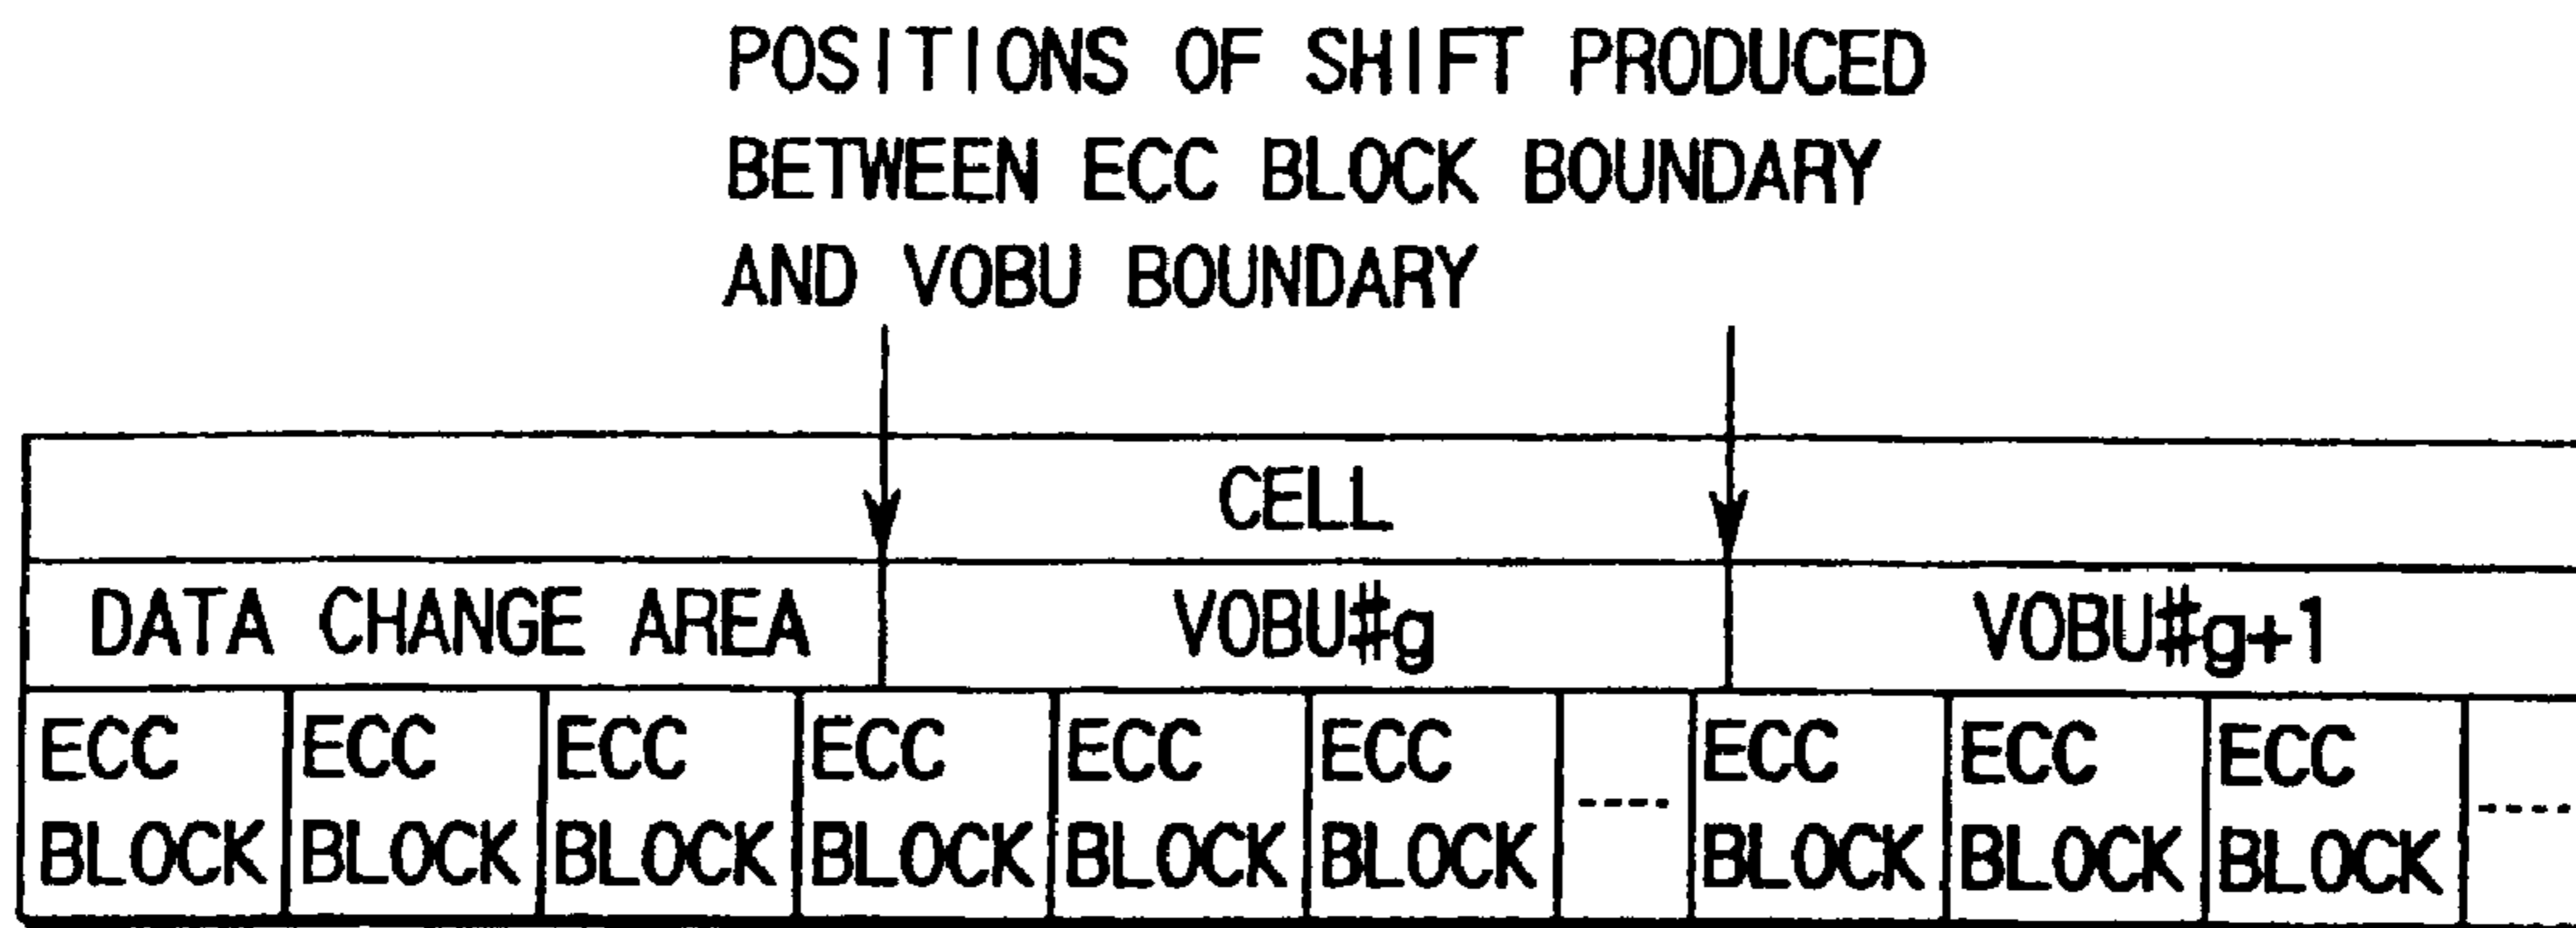 POSITIONS OF SHIFT PRODUCED
BETWEEN ECC BLOCK BOUNDARY
AND VOBU BOUNDARY
CELL
DATA CHANGE AREA VOBU#g VOBU#g+1
ECC ECC ECC ECC ECC ECC ---- ECC ECC ECC ----
BLOCK BLOCK BLOCK BLOCK BLOCK BLOCK BLOCK BLOCK BLOCK